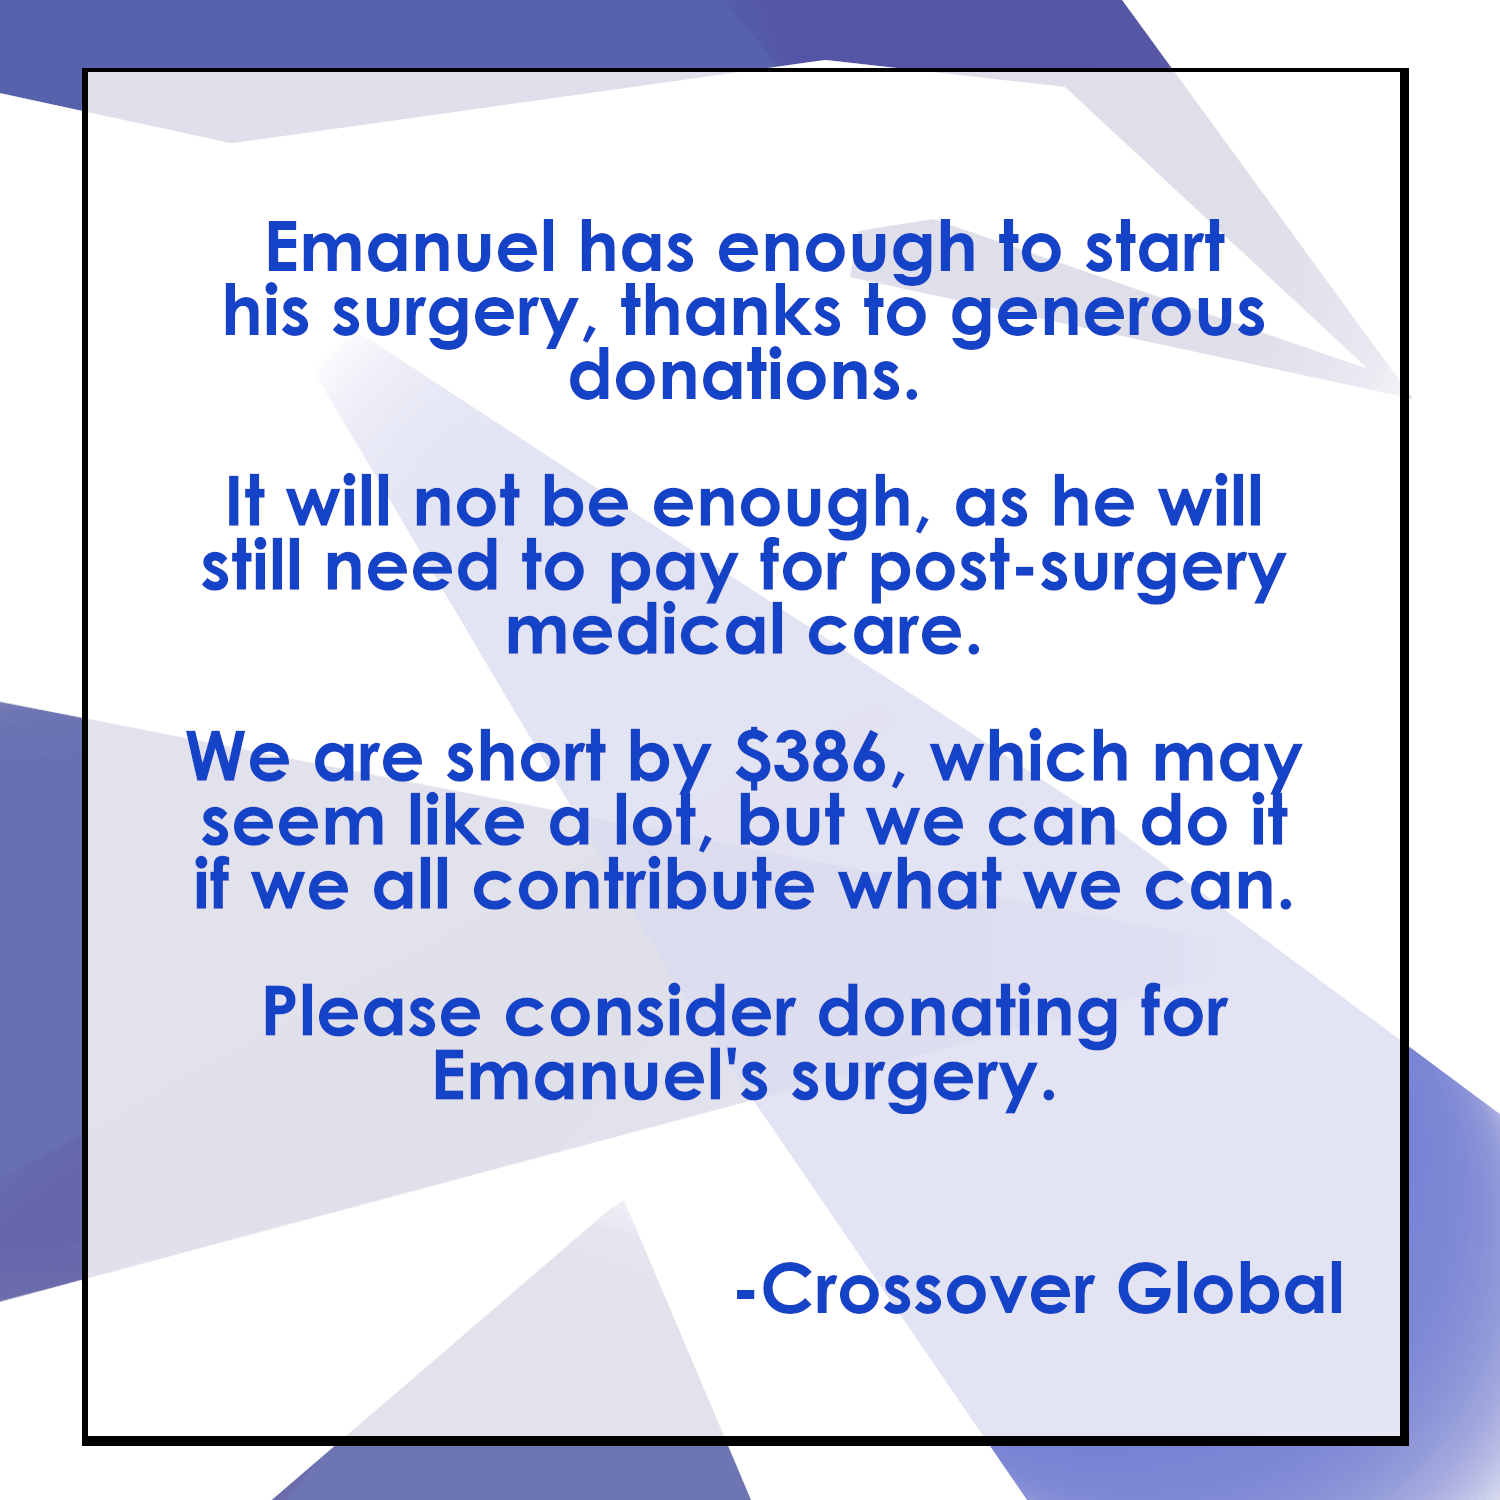 Emanuel has enough to start
his surgery, thanks to generous
donations.
It will not be enough, as he will
still need to pay for post-surgery
medical care.
We are short by $386, which may
seem like a lot, but we can do it
if we all contribute what we can.
Please consider donating for
Emanuel's surgery.
-Crossover Global